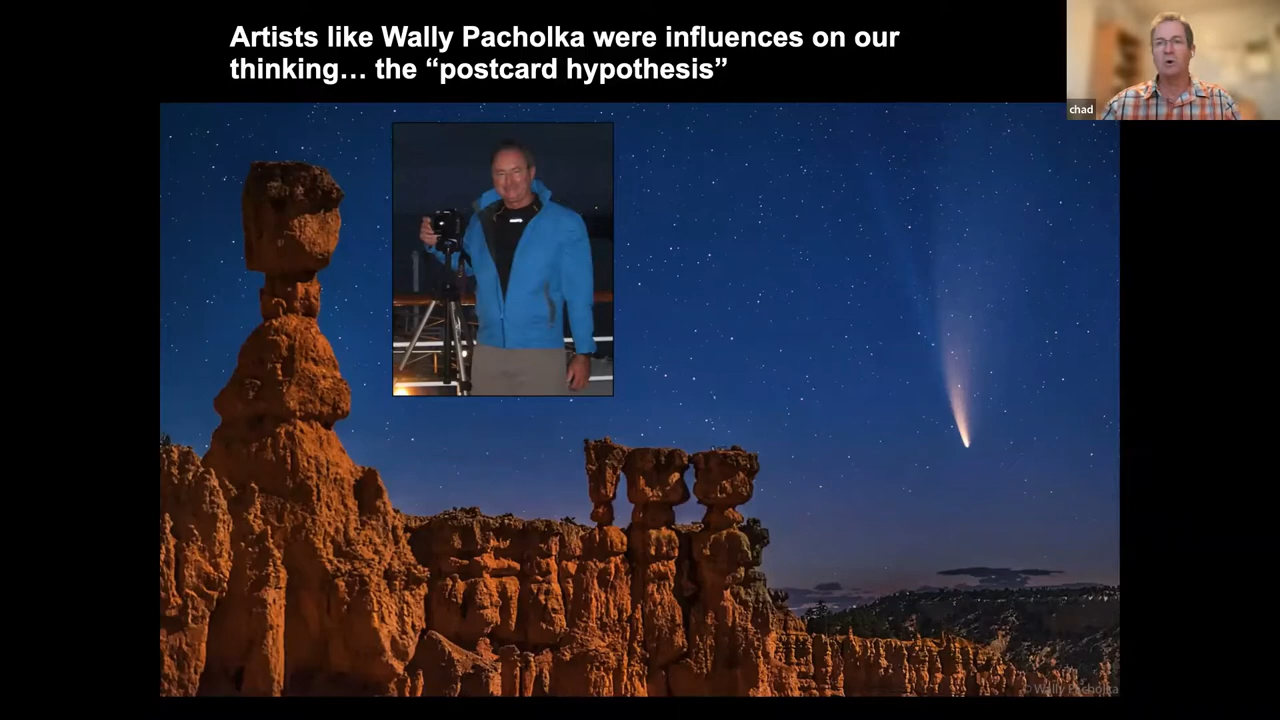 Artists like Wally Pacholka were influences on our
thinking… the “postcard hypothesis”
chad
© Wally Pacholka